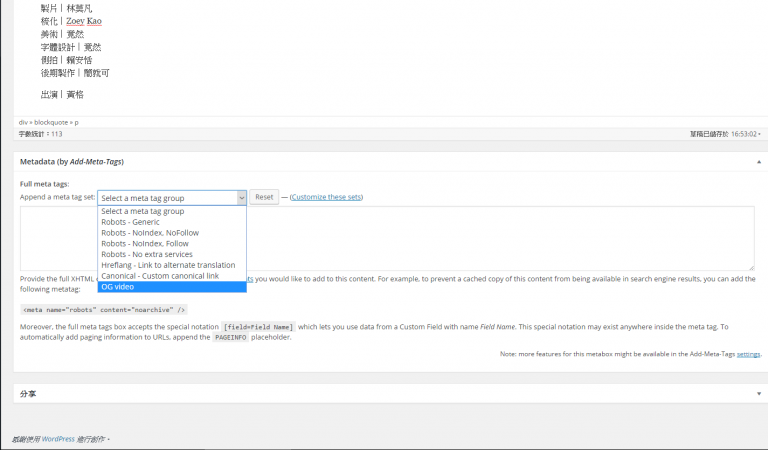 製片 | 林莫凡
梳化 | Zoey Kao
美術 | 竟然
字體設計 | 竟然
側拍 | 賴安恬
後期製作 | 閻就可
出演 | 黃格
div » blockquote » p
字數統計：113
草稿已儲存於 16:53:02
Metadata (by Add-Meta-Tags)
Full meta tags:
Append a meta tag set: Select a meta tag group Reset — (Customize these sets)
Select a meta tag group
Robots - Generic
Robots - NoIndex, NoFollow
Robots - NoIndex, Follow
Robots - No extra services
Hreflang - Link to alternate translation
Canonical - Custom canonical link
OG video
Provide the full XHTML you would like to add to this content. For example, to prevent a cached copy of this content from being available in search engine results, you can add the
following metatag:
<meta name="robots" content="noarchive" />
Moreover, the full meta tags box accepts the special notation [field=Field Name] which lets you use data from a Custom Field with name Field Name. This special notation may exist anywhere inside the meta tag. To
automatically add paging information to URLs, append the PAGEINFO placeholder.
Note: more features for this metabox might be available in the Add-Meta-Tags settings.
分享
感謝使用 WordPress 進行創作。